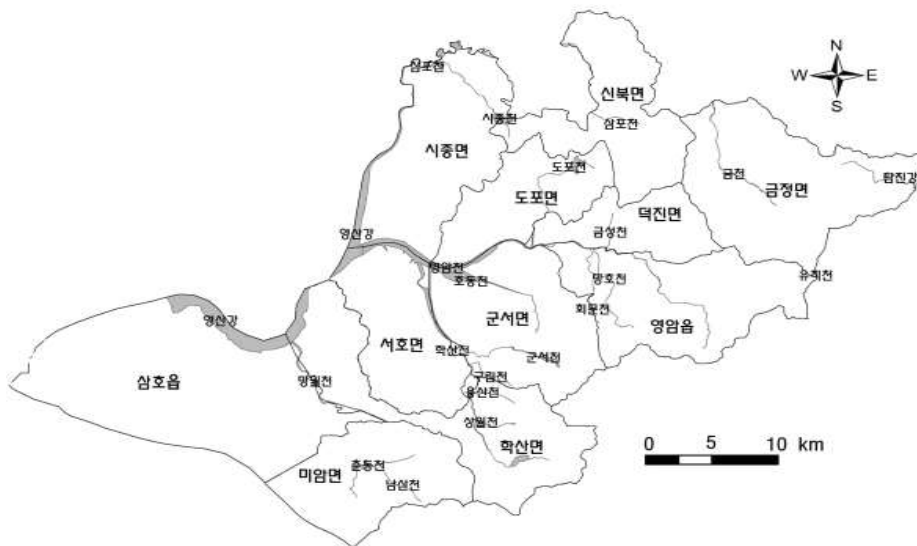 N
W E
S
삼포천
신북면
시종천
삼포천
시종면
도포천
금천
탐진강
금정면
도포면
덕진면
금성천
영산강
영암천
호동천
망호천
유치천
영산강
군서면
회문천
영암읍
서호면
학산천
군서천
삼호읍
망월천
구림천
용산천
상월천
학산면
0 5 10 km
미암면
춘동천
남심천